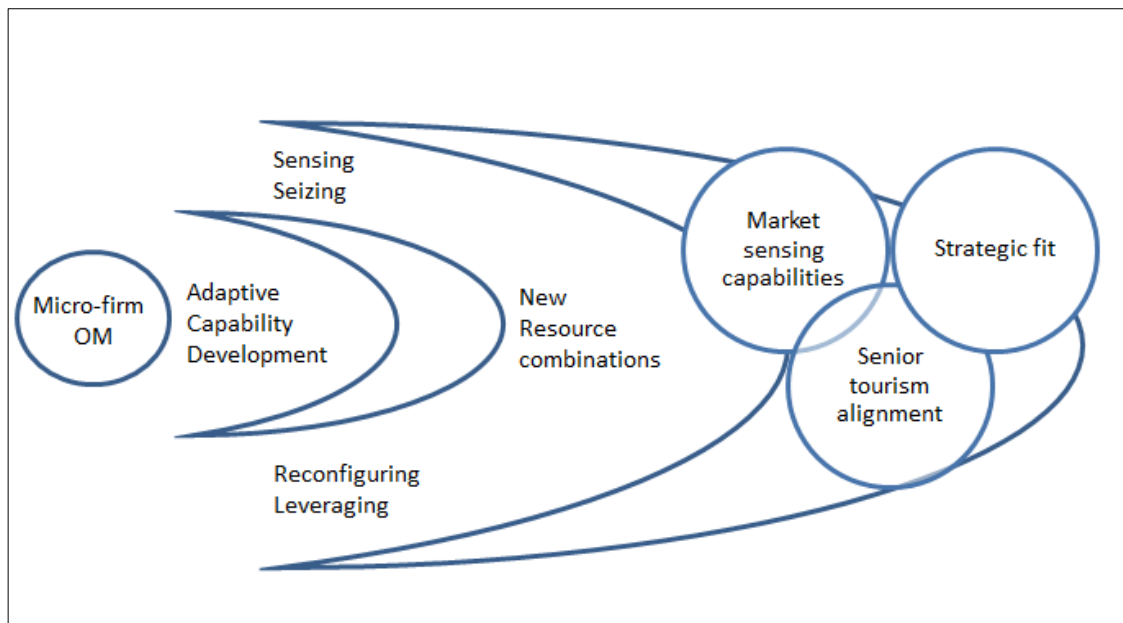 Micro-firm
OM
Adaptive
Capability
Development
Sensing
Seizing
Reconfiguring
Leveraging
New
Resource
combinations
Market
sensing
capabilities
Strategic fit
Senior
tourism
alignment